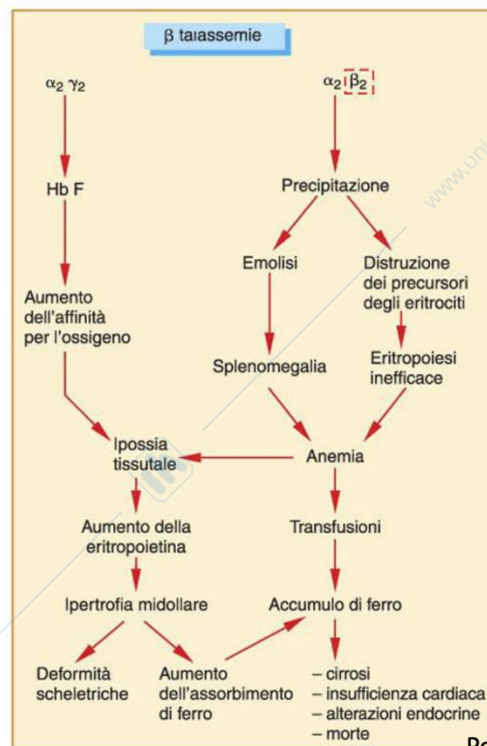 β talassemie
α₂ γ₂
α₂ β₂
Hb F
Precipitazione
Emolisi
Distruzione
dei precursori
degli eritrociti
Aumento
dell'affinità
per l'ossigeno
Splenomegalia
Eritropoiesi
inefficace
Ipossia
tissutale
Anemia
Aumento della
eritropoietina
Transfusioni
Ipertrofia midollare
Accumulo di ferro
Deformità
scheletriche
Aumento
dell'assorbimento
di ferro
– cirrosi
– insufficienza cardiaca
– alterazioni endocrine
– morte
www.uni